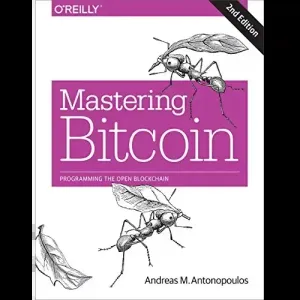 O'REILLY®
2nd Edition
Mastering
Bitcoin
PROGRAMMING THE OPEN BLOCKCHAIN
Andreas M. Antonopoulos